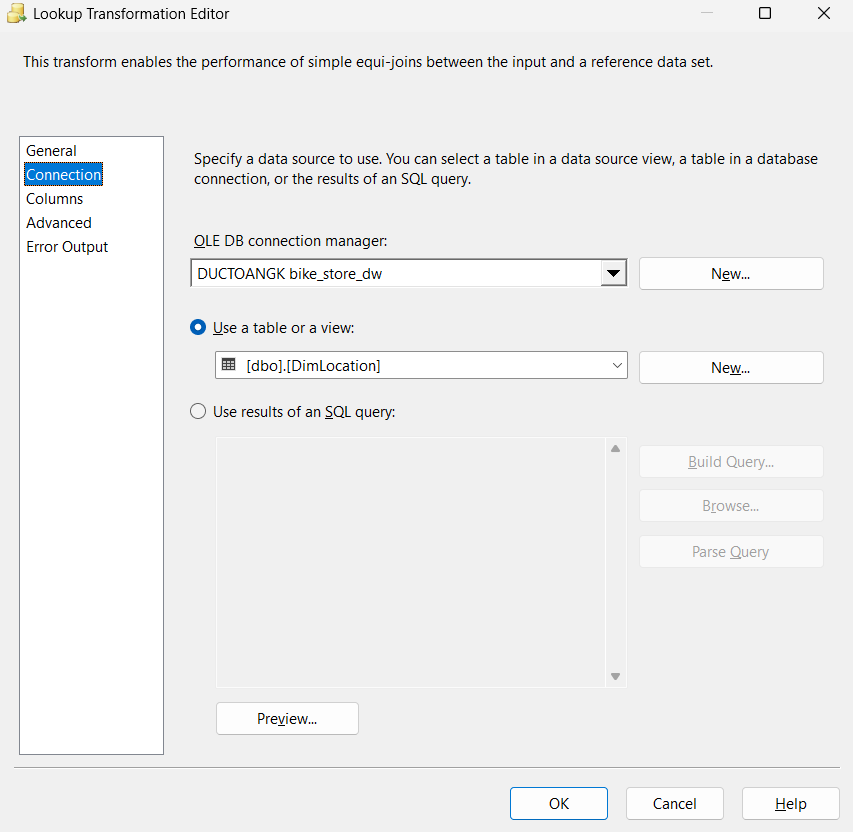 Lookup Transformation Editor
This transform enables the performance of simple equi-joins between the input and a reference data set.
General
Connection
Columns
Advanced
Error Output
Specify a data source to use. You can select a table in a data source view, a table in a database
connection, or the results of an SQL query.
OLE DB connection manager:
DUCTOANGK bike_store_dw
New...
Use a table or a view:
[dbo].[DimLocation]
New...
Use results of an SQL query:
Build Query...
Browse...
Parse Query
Preview...
OK
Cancel
Help